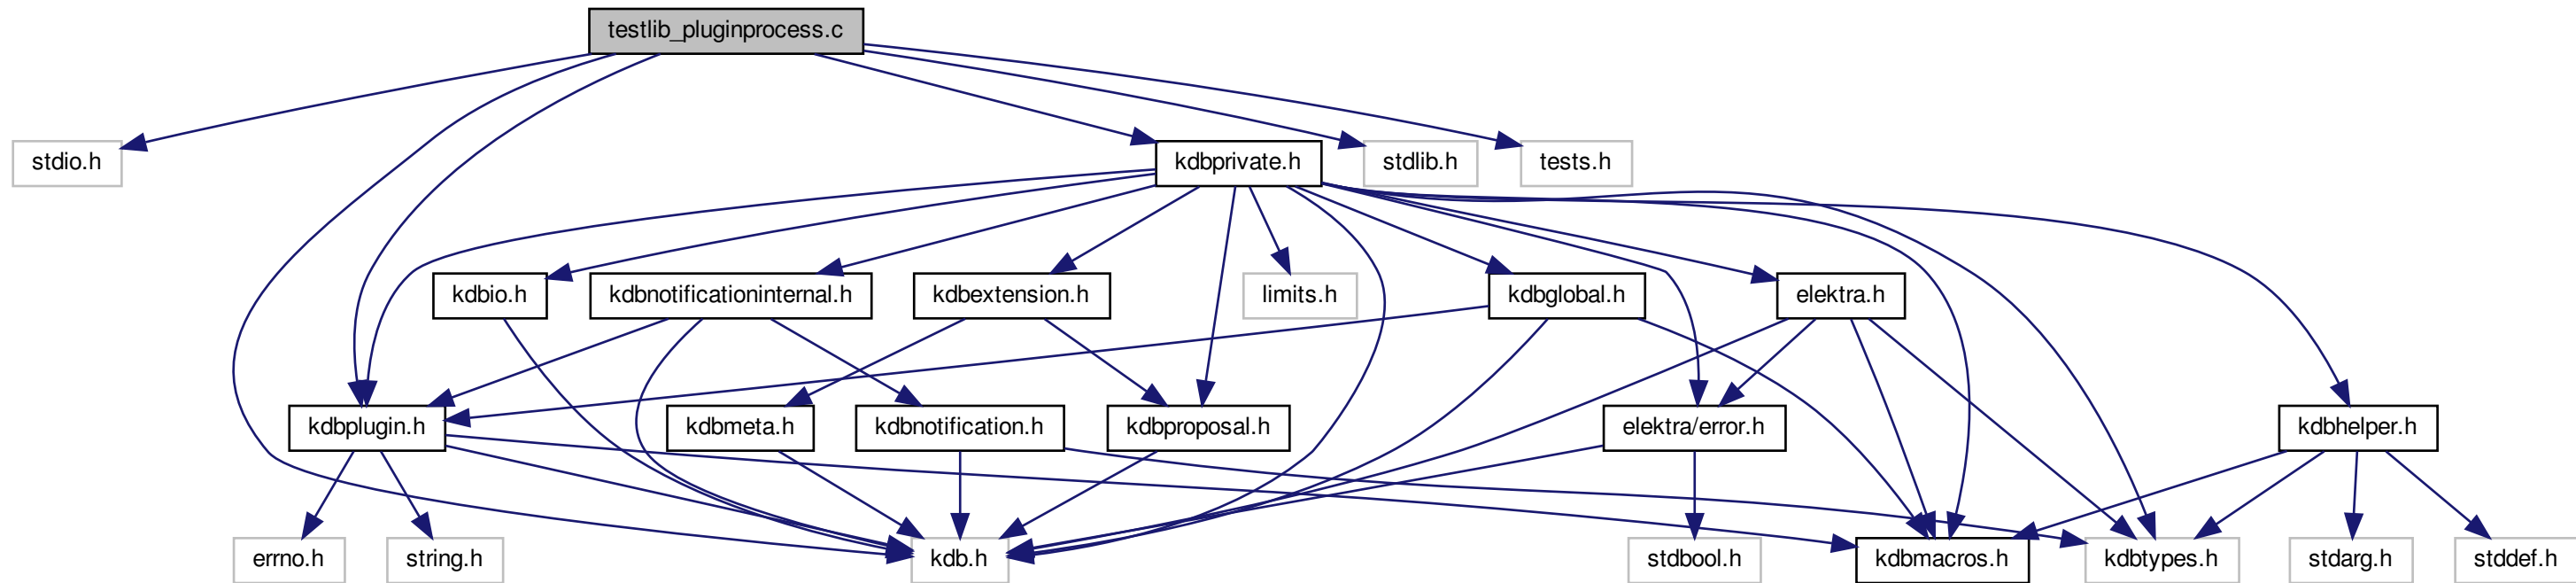 testlib_pluginprocess.c
stdio.h
kdbprivate.h
stdlib.h
tests.h
kdbio.h
kdbnotificationinternal.h
kdbextension.h
limits.h
kdbglobal.h
elektra.h
kdbplugin.h
kdbmeta.h
kdbnotification.h
kdbproposal.h
elektra/error.h
kdbhelper.h
errno.h
string.h
kdb.h
stdbool.h
kdbmacros.h
kdbtypes.h
stdarg.h
stddef.h